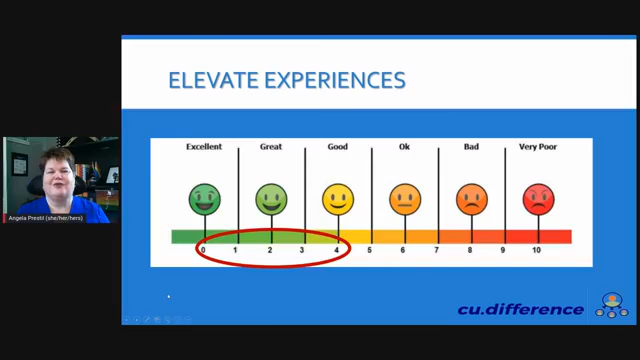 ELEVATE EXPERIENCES
Excellent Great Good Ok Bad Very Poor
0 1 2 3 4 5 6 7 8 9 10
Angela Prestil (she/her/hers)
cu.difference